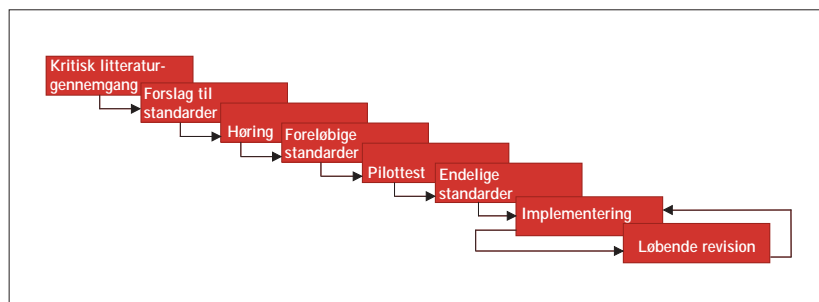 Kritisk litteratur-
gennemgang
Forslag til
standarder
Høring
Foreløbige
standarder
Pilottest
Endelige
standarder
Implementering
Løbende revision